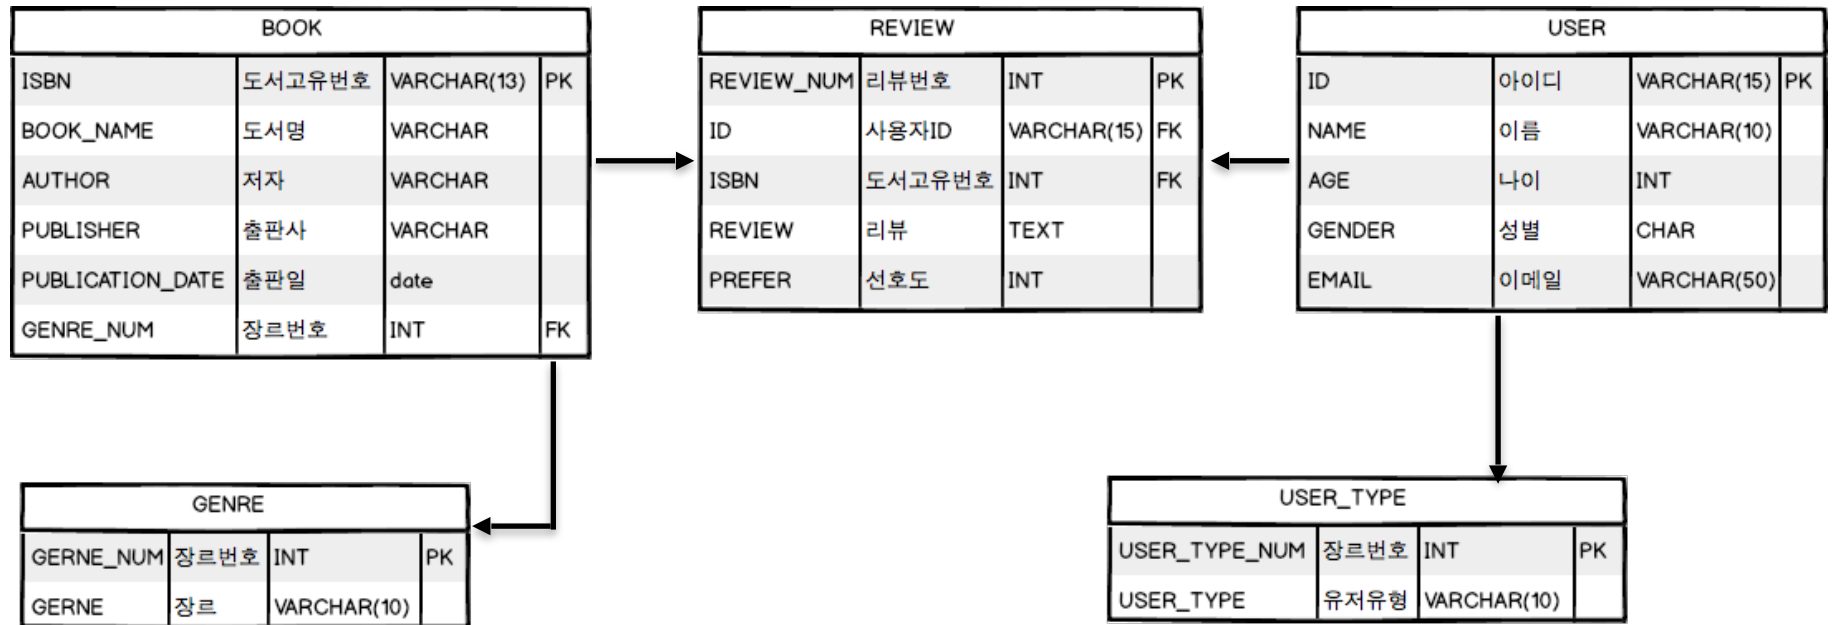 BOOK
ISBN 도서고유번호 VARCHAR(13) PK
BOOK_NAME 도서명 VARCHAR
AUTHOR 저자 VARCHAR
PUBLISHER 출판사 VARCHAR
PUBLICATION_DATE 출판일 date
GENRE_NUM 장르번호 INT FK
REVIEW
REVIEW_NUM 리뷰번호 INT PK
ID 사용자ID VARCHAR(15) FK
ISBN 도서고유번호 INT FK
REVIEW 리뷰 TEXT
PREFER 선호도 INT
USER
ID 아이디 VARCHAR(15) PK
NAME 이름 VARCHAR(10)
AGE 나이 INT
GENDER 성별 CHAR
EMAIL 이메일 VARCHAR(50)
GENRE
GERNE_NUM 장르번호 INT PK
GERNE 장르 VARCHAR(10)
USER_TYPE
USER_TYPE_NUM 장르번호 INT PK
USER_TYPE 유저유형 VARCHAR(10)